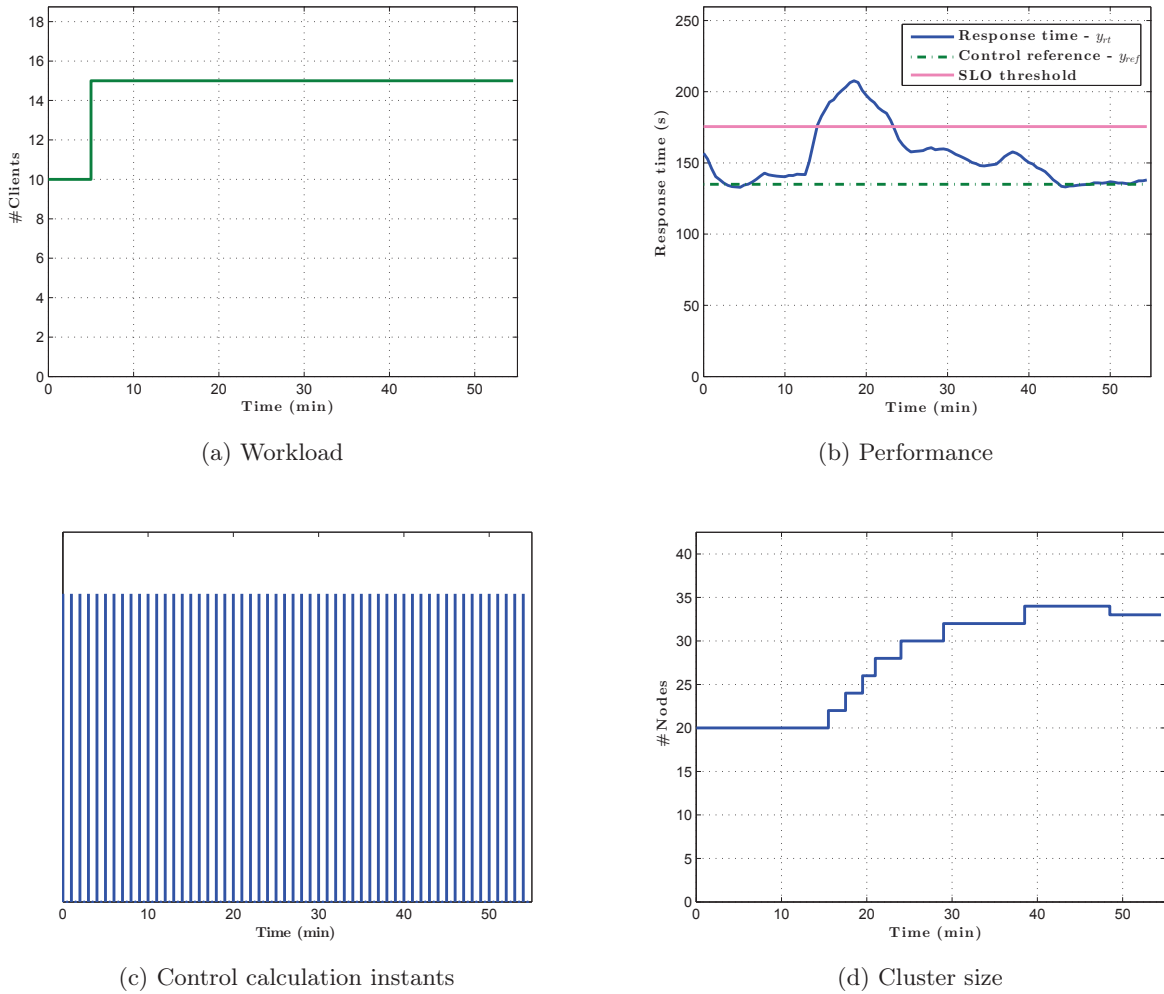 18
16
14
12
10
8
6
4
2
0
#Clients
0 10 20 30 40 50
Time (min)
(a) Workload
250
200
150
100
50
0
Response time (s)
Response time - y_rt
Control reference - y_ref
SLO threshold
0 10 20 30 40 50
Time (min)
(b) Performance
0 10 20 30 40 50
Time (min)
(c) Control calculation instants
40
35
30
25
20
15
10
5
0
#Nodes
0 10 20 30 40 50
Time (min)
(d) Cluster size